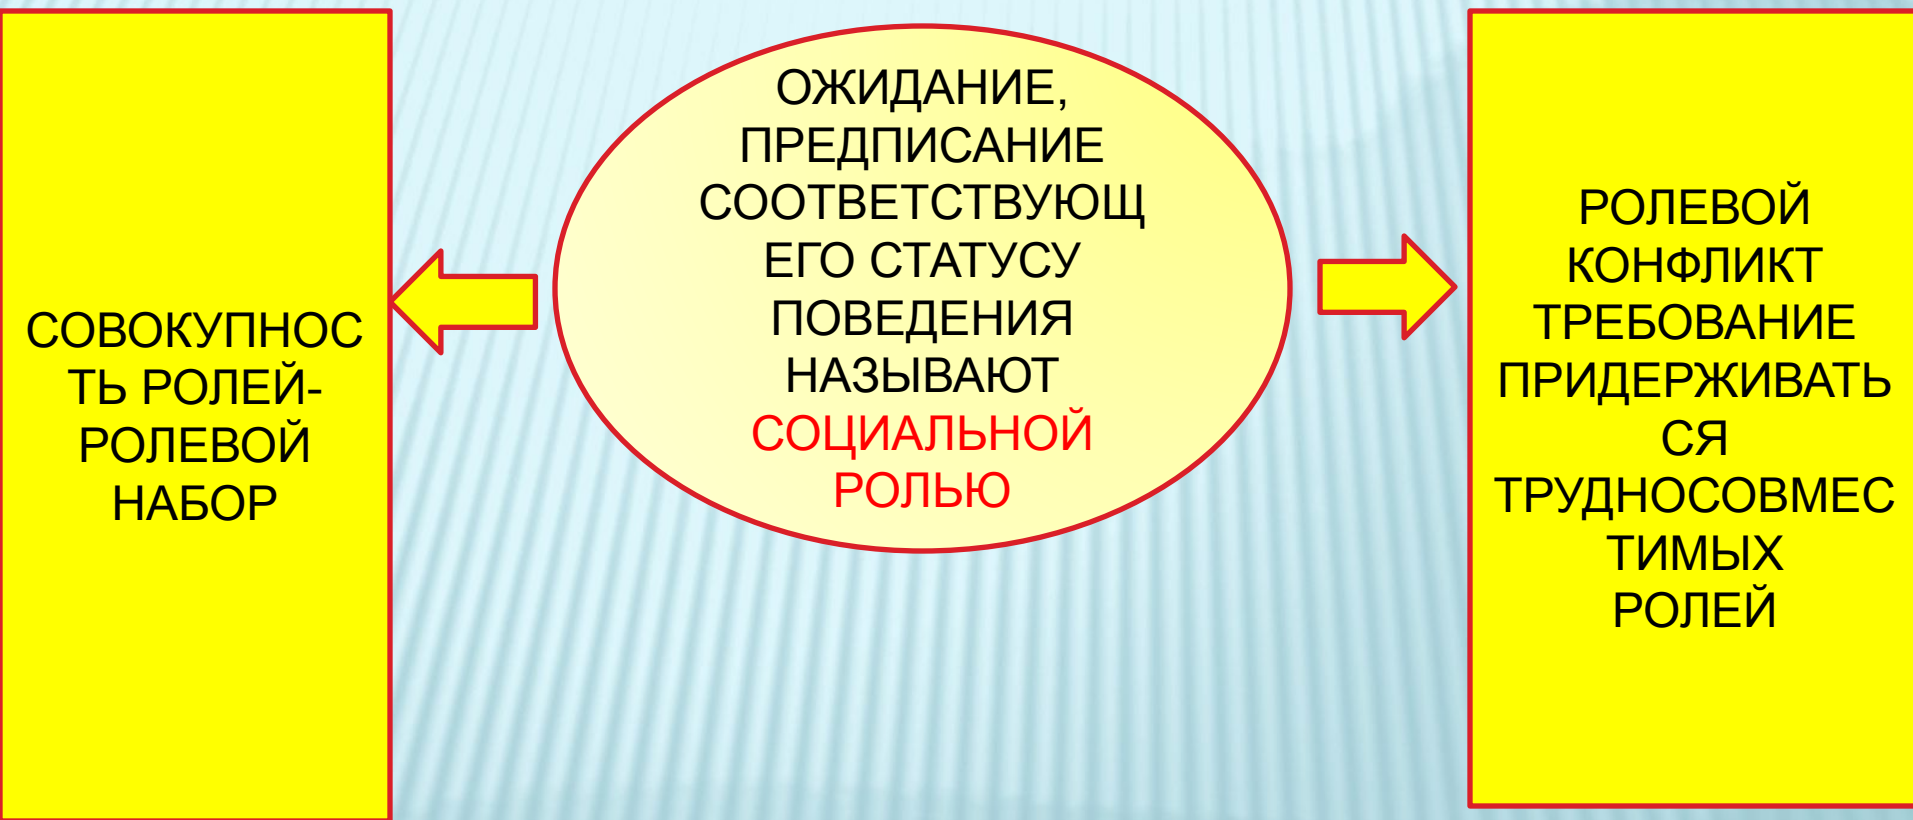 СОВОКУПНОС
ТЬ РОЛЕЙ-
РОЛЕВОЙ
НАБОР
ОЖИДАНИЕ,
ПРЕДПИСАНИЕ
СООТВЕТСТВУЮЩ
ЕГО СТАТУСУ
ПОВЕДЕНИЯ
НАЗЫВАЮТ
СОЦИАЛЬНОЙ
РОЛЬЮ
РОЛЕВОЙ
КОНФЛИКТ
ТРЕБОВАНИЕ
ПРИДЕРЖИВАТЬ
СЯ
ТРУДНОСОВМЕС
ТИМЫХ
РОЛЕЙ